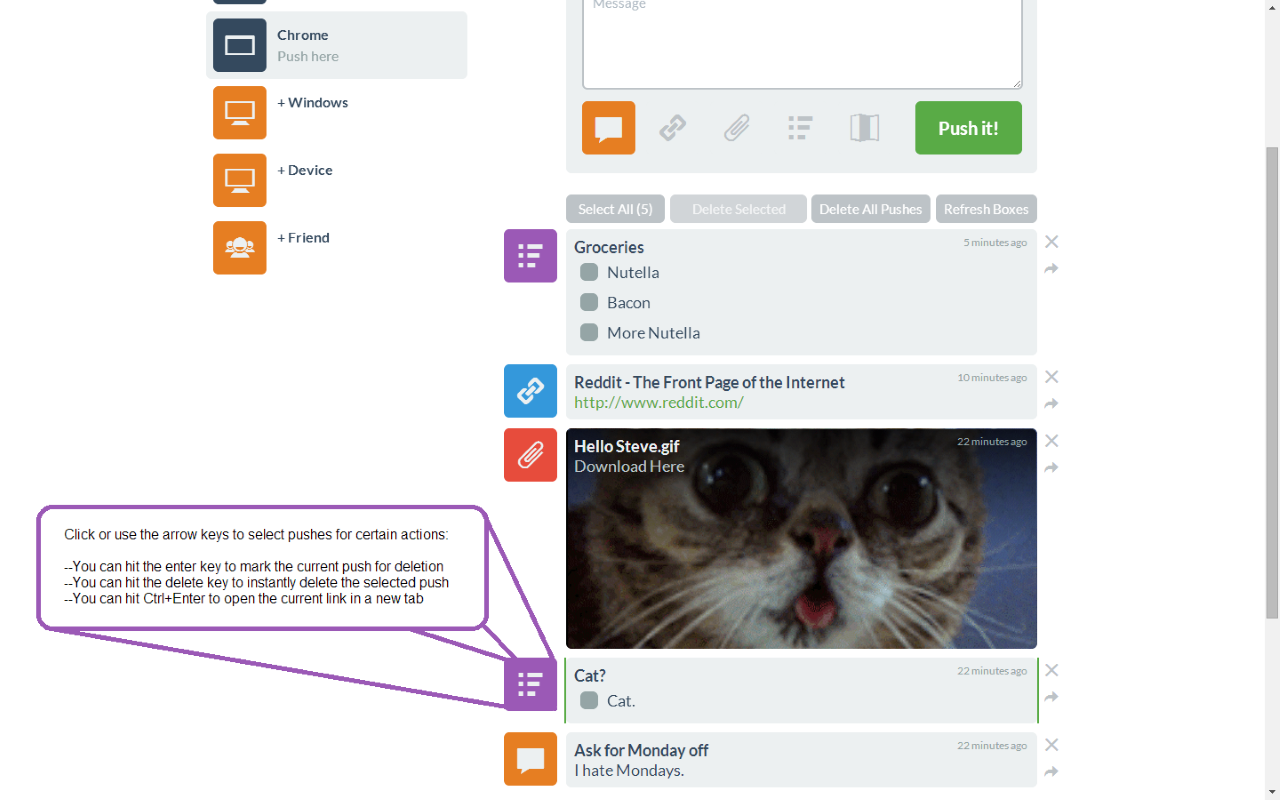 Message
Chrome
Push here
+ Windows
+ Device
+ Friend
Push it!
Select All (5)
Delete Selected
Delete All Pushes
Refresh Boxes
Groceries
5 minutes ago
Nutella
Bacon
More Nutella
Reddit - The Front Page of the Internet
10 minutes ago
http://www.reddit.com/
Hello Steve.gif
22 minutes ago
Download Here
Click or use the arrow keys to select pushes for certain actions:
--You can hit the enter key to mark the current push for deletion
--You can hit the delete key to instantly delete the selected push
--You can hit Ctrl+Enter to open the current link in a new tab
Cat?
22 minutes ago
Cat.
Ask for Monday off
22 minutes ago
I hate Mondays.